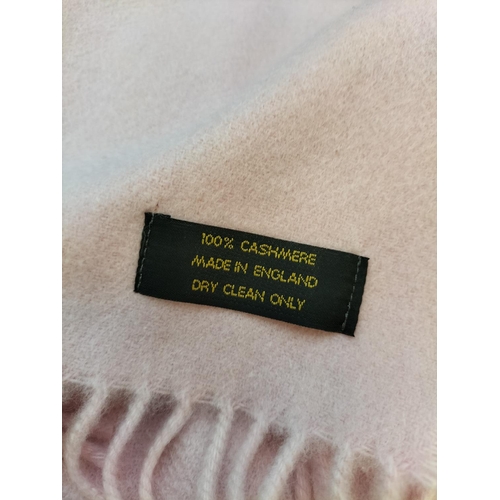 100% CASHMERE
MADE IN ENGLAND
DRY CLEAN ONLY